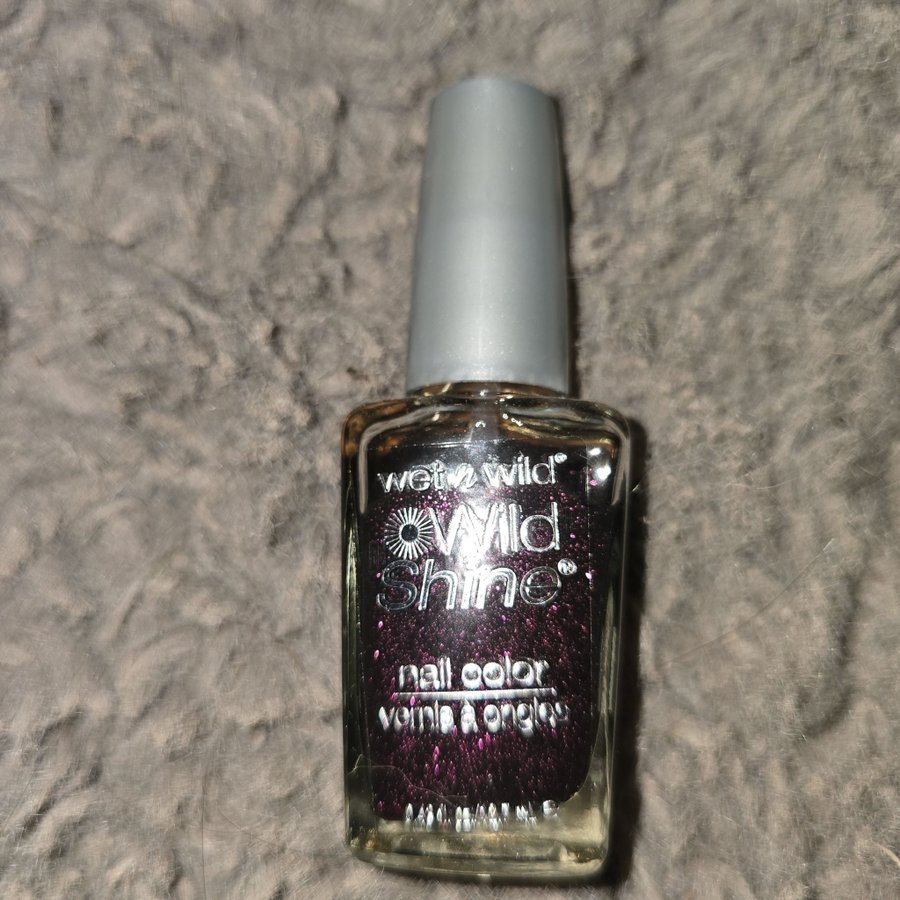 wet n wild®
Wild
Shine®
nail color
vernis à ongles